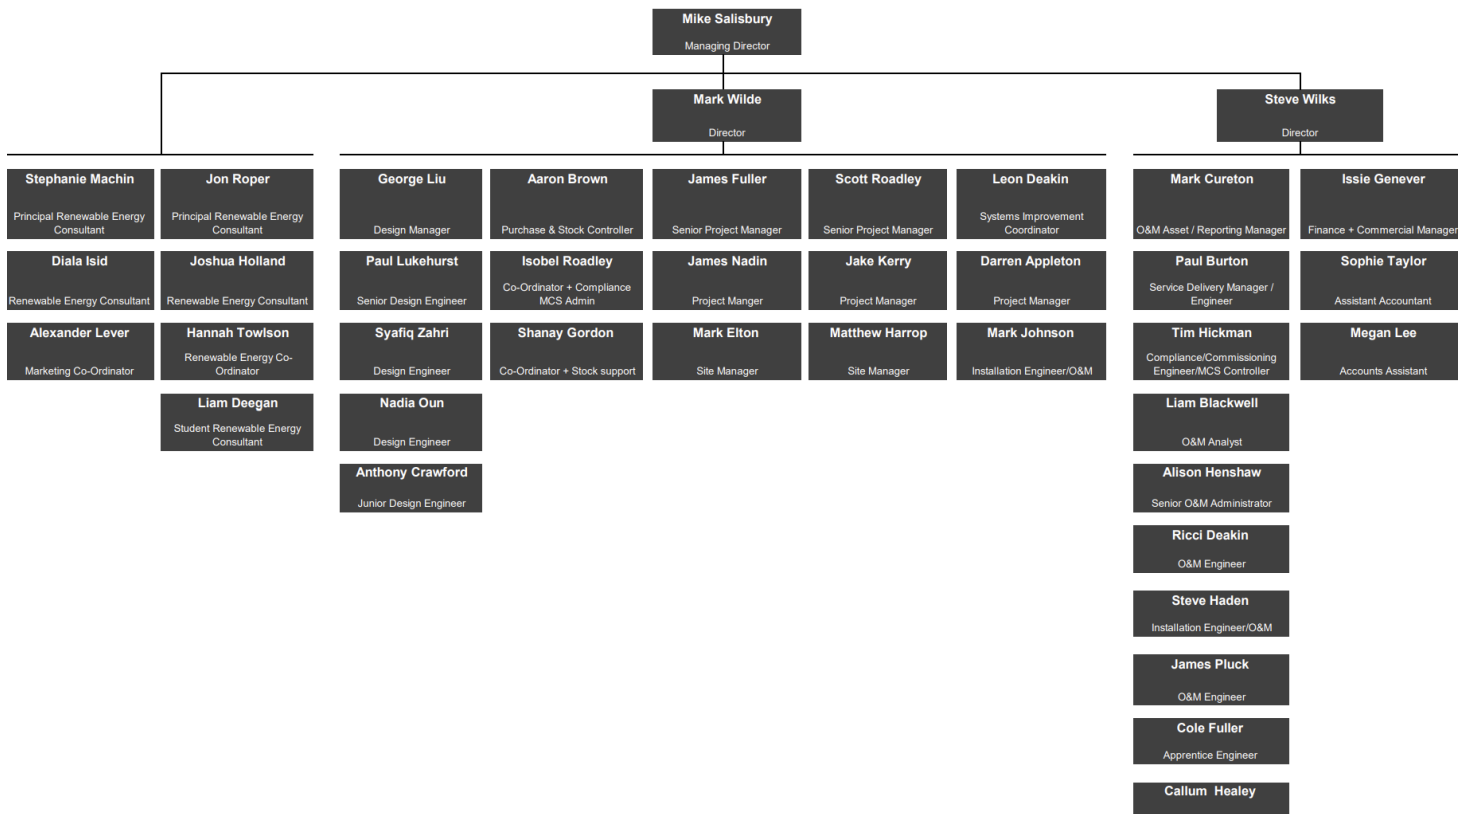 Mike Salisbury
Managing Director
Mark Wilde
Director
Steve Wilks
Director
Stephanie Machin
Principal Renewable Energy
Consultant
Jon Roper
Principal Renewable Energy
Consultant
George Liu
Design Manager
Aaron Brown
Purchase & Stock Controller
James Fuller
Senior Project Manager
Scott Roadley
Senior Project Manager
Leon Deakin
Systems Improvement
Coordinator
Mark Cureton
O&M Asset / Reporting Manager
Issie Genever
Finance + Commercial Manager
Diala Isid
Renewable Energy Consultant
Joshua Holland
Renewable Energy Consultant
Paul Lukehurst
Senior Design Engineer
Isobel Roadley
Co-Ordinator + Compliance
MCS Admin
James Nadin
Project Manger
Jake Kerry
Project Manager
Darren Appleton
Project Manager
Paul Burton
Service Delivery Manager /
Engineer
Sophie Taylor
Assistant Accountant
Alexander Lever
Marketing Co-Ordinator
Hannah Towlson
Renewable Energy Co-
Ordinator
Syafiq Zahri
Design Engineer
Shanay Gordon
Co-Ordinator + Stock support
Mark Elton
Site Manager
Matthew Harrop
Site Manager
Mark Johnson
Installation Engineer/O&M
Tim Hickman
Compliance/Commissioning
Engineer/MCS Controller
Megan Lee
Accounts Assistant
Liam Deegan
Student Renewable Energy
Consultant
Nadia Oun
Design Engineer
Liam Blackwell
O&M Analyst
Anthony Crawford
Junior Design Engineer
Alison Henshaw
Senior O&M Administrator
Ricci Deakin
O&M Engineer
Steve Haden
Installation Engineer/O&M
James Pluck
O&M Engineer
Cole Fuller
Apprentice Engineer
Callum  Healey